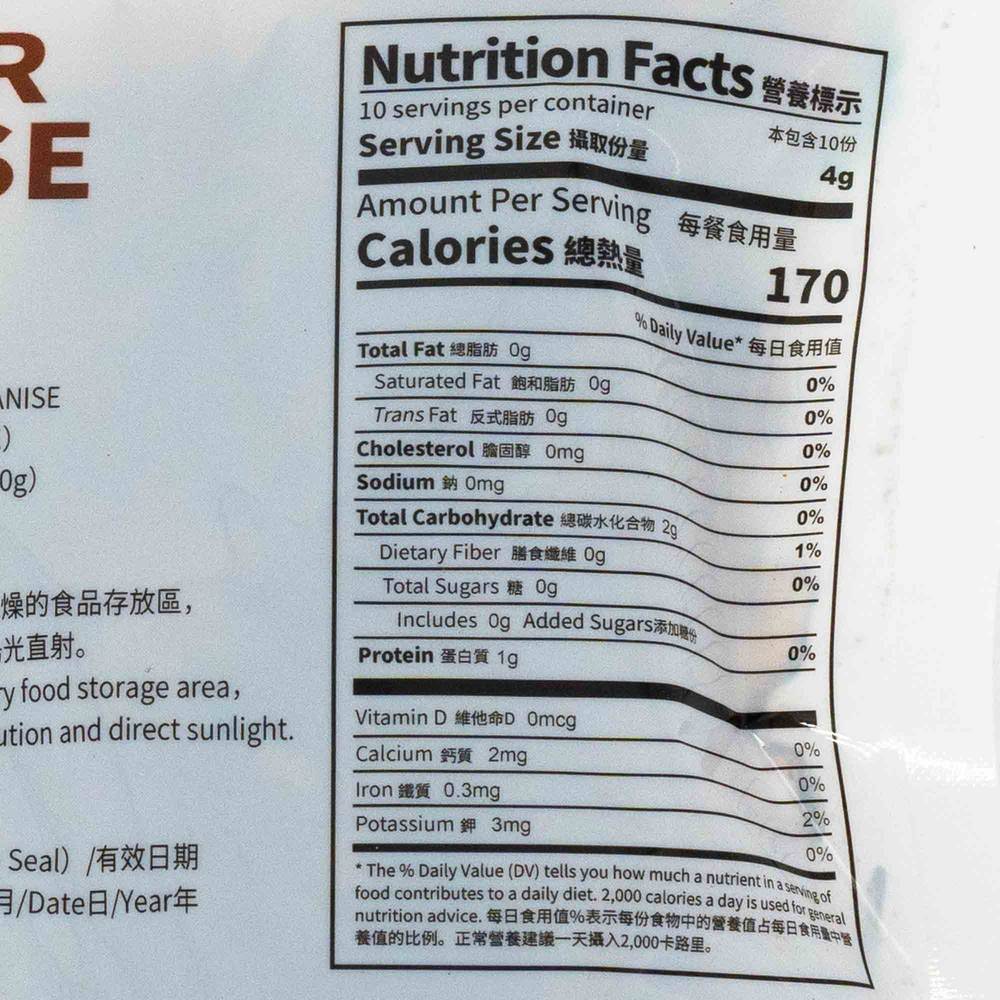 R
SE
ANISE
)
0g)
燥的食品存放區，
光直射。
ry food storage area,
ution and direct sunlight.
Seal）/有效日期
月/Date日/Year年
Nutrition Facts 營養標示
10 servings per container 本包含10份
Serving Size 攝取份量 4g
Amount Per Serving 每餐食用量
Calories 總熱量 170
% Daily Value* 每日食用值
Total Fat 總脂肪 0g 0%
Saturated Fat 飽和脂肪 0g 0%
Trans Fat 反式脂肪 0g 0%
Cholesterol 膽固醇 0mg 0%
Sodium 鈉 0mg 0%
Total Carbohydrate 總碳水化合物 2g 1%
Dietary Fiber 膳食纖維 0g 0%
Total Sugars 糖 0g
Includes 0g Added Sugars添加糖份 0%
Protein 蛋白質 1g
Vitamin D 維他命D 0mcg 0%
Calcium 鈣質 2mg 0%
Iron 鐵質 0.3mg 2%
Potassium 鉀 3mg 0%
* The % Daily Value (DV) tells you how much a nutrient in a serving of
food contributes to a daily diet. 2,000 calories a day is used for general
nutrition advice. 每日食用值%表示每份食物中的營養值占每日食用量中營
養值的比例。正常營養建議一天攝入2,000卡路里。